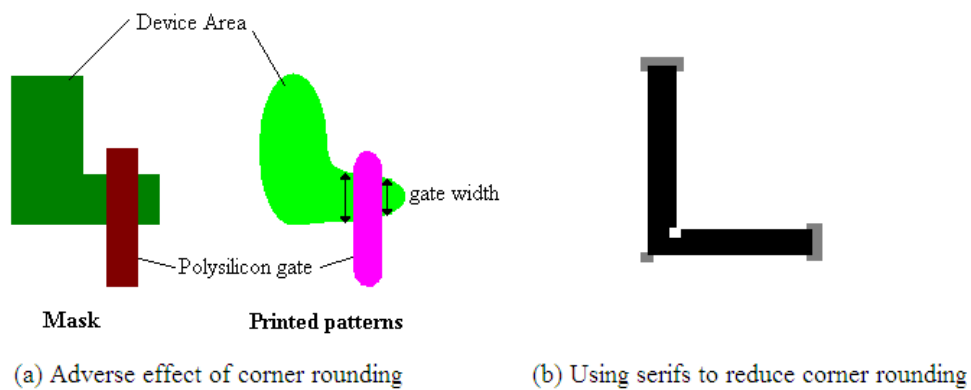 Device Area
gate width
Polysilicon gate
Mask
Printed patterns
(a) Adverse effect of corner rounding
(b) Using serifs to reduce corner rounding